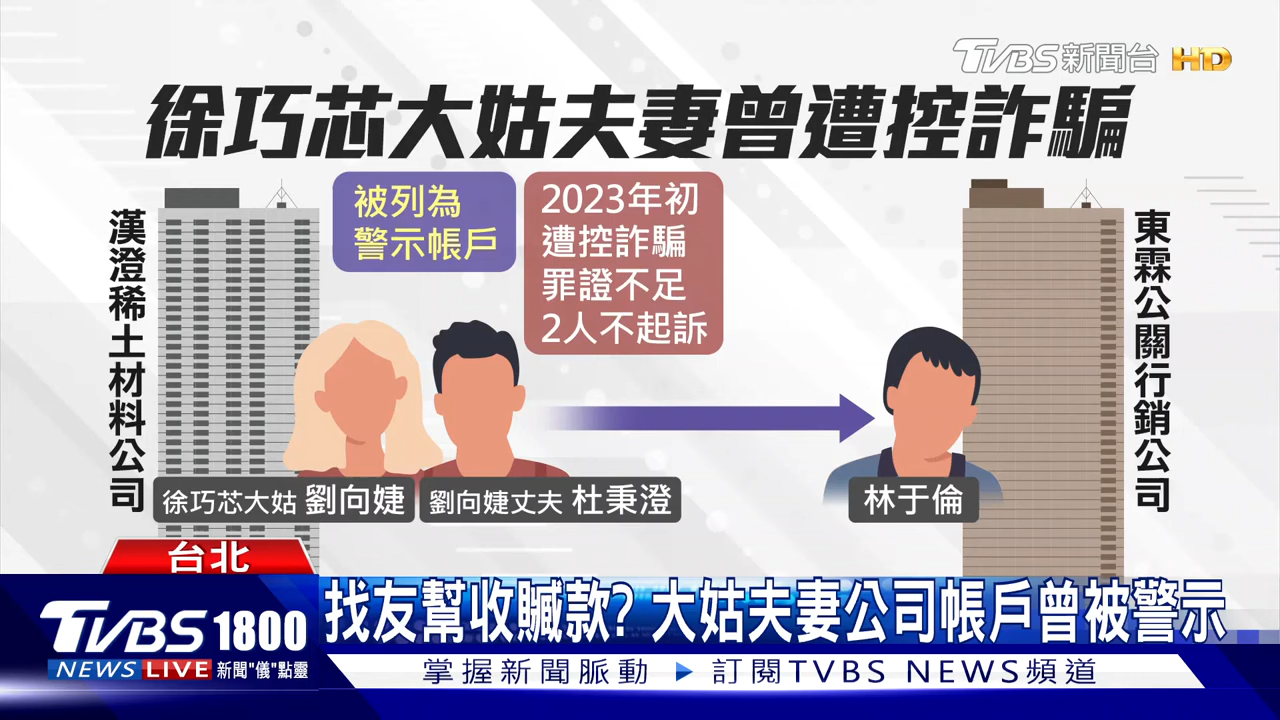 TVBS新聞台 HD
徐巧芯大姑夫妻曾遭控詐騙
漢澄稀土材料公司
被列為
警示帳戶
2023年初
遭控詐騙
罪證不足
2人不起訴
東霖公關行銷公司
徐巧芯大姑 劉向婕
劉向婕丈夫 杜秉澄
林于倫
台北
找友幫收贓款? 大姑夫妻公司帳戶曾被警示
TVBS 1800
NEWS LIVE 新聞"儀"點靈
掌握新聞脈動 ▶ 訂閱TVBS NEWS頻道